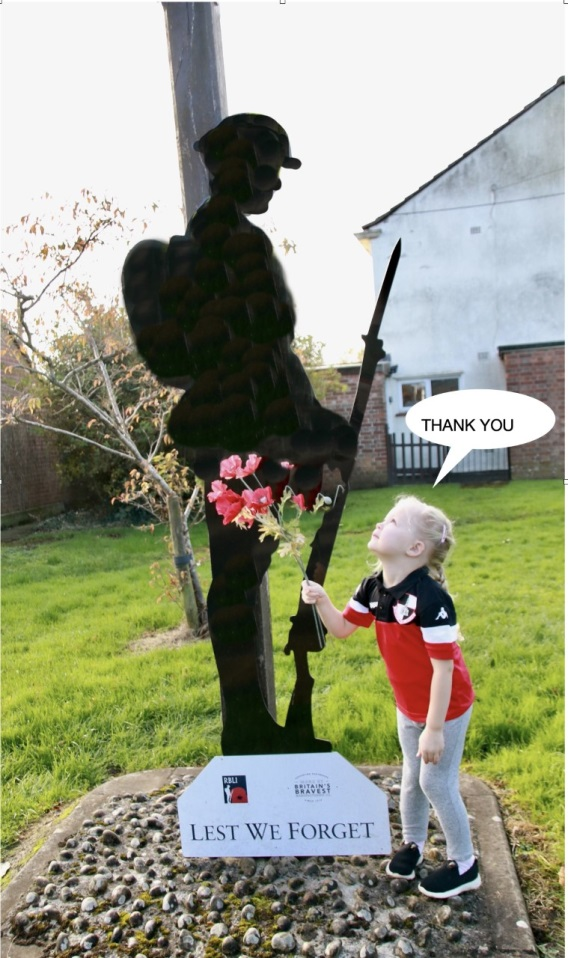 THANK YOU
RBLI
BRITAIN'S
BRAVEST
LEST WE FORGET